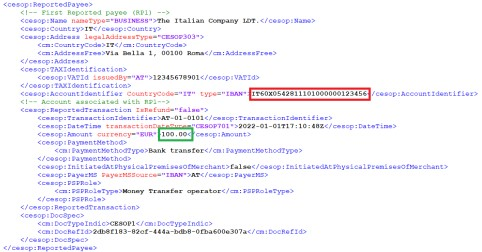 <cesop:ReportedPayee>
<!-- First Reported payee (RP1) -->
<cesop:Name nameType="BUSINESS">The Italian Company LDT.</cesop:Name>
<cesop:Country>IT</cesop:Country>
<cesop:Address legalAddressType="CESOP303">
<cm:CountryCode>IT</cm:CountryCode>
<cm:AddressFree>Via Bella 1, 00100 Roma</cm:AddressFree>
</cesop:Address>
<cesop:TAXIdentification>
<cesop:VATId issuedBy="AT">12345678901</cesop:VATId>
</cesop:TAXIdentification>
<cesop:AccountIdentifier CountryCode="IT" type="IBAN">IT60X0542811101000000123456</cesop:AccountIdentifier>
<!-- Account associated with RP1-->
<cesop:ReportedTransaction IsRefund="false">
<cesop:TransactionIdentifier>AT-01-0101</cesop:TransactionIdentifier>
<cesop:DateTime transactionDateType="CESOP701">2022-01-01T17:10:48Z</cesop:DateTime>
<cesop:Amount currency="EUR">100.00</cesop:Amount>
<cesop:PaymentMethod>
<cm:PaymentMethodType>Bank transfer</cm:PaymentMethodType>
</cesop:PaymentMethod>
<cesop:InitiatedAtPhysicalPremisesOfMerchant>false</cesop:InitiatedAtPhysicalPremisesOfMerchant>
<cesop:PayerMS PayerMSSource="IBAN">AT</cesop:PayerMS>
<cesop:PSPRole>
<cm:PSPRoleType>Money Transfer operator</cm:PSPRoleType>
</cesop:PSPRole>
</cesop:ReportedTransaction>
<cesop:DocSpec>
<cm:DocTypeIndic>CESOP1</cm:DocTypeIndic>
<cm:DocRefId>2db8f183-82cf-444a-bdb8-0fba600e307a</cm:DocRefId>
</cesop:DocSpec>
</cesop:ReportedPayee>